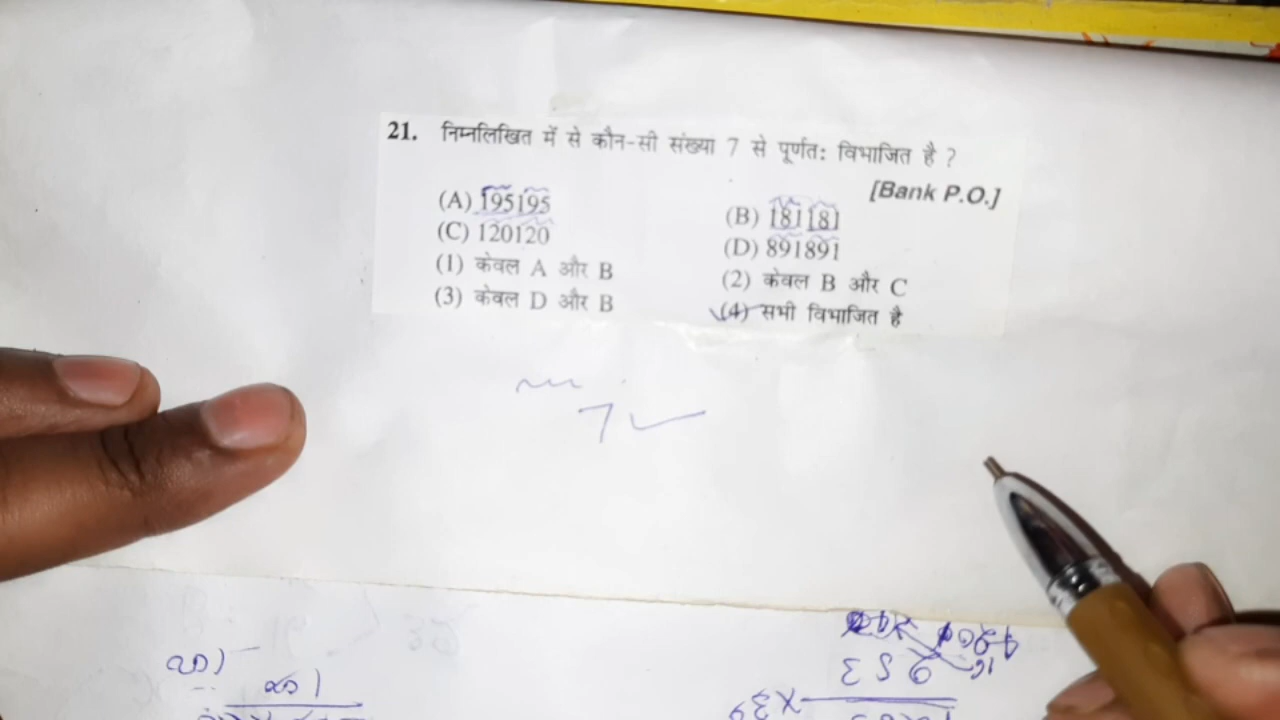 21. निम्नलिखित में से कौन-सी संख्या 7 से पूर्णतः विभाजित है ?
[Bank P.O.]
(A) 195195 (B) 181181
(C) 120120 (D) 891891
(1) केवल A और B (2) केवल B और C
(3) केवल D और B (4) सभी विभाजित है
7